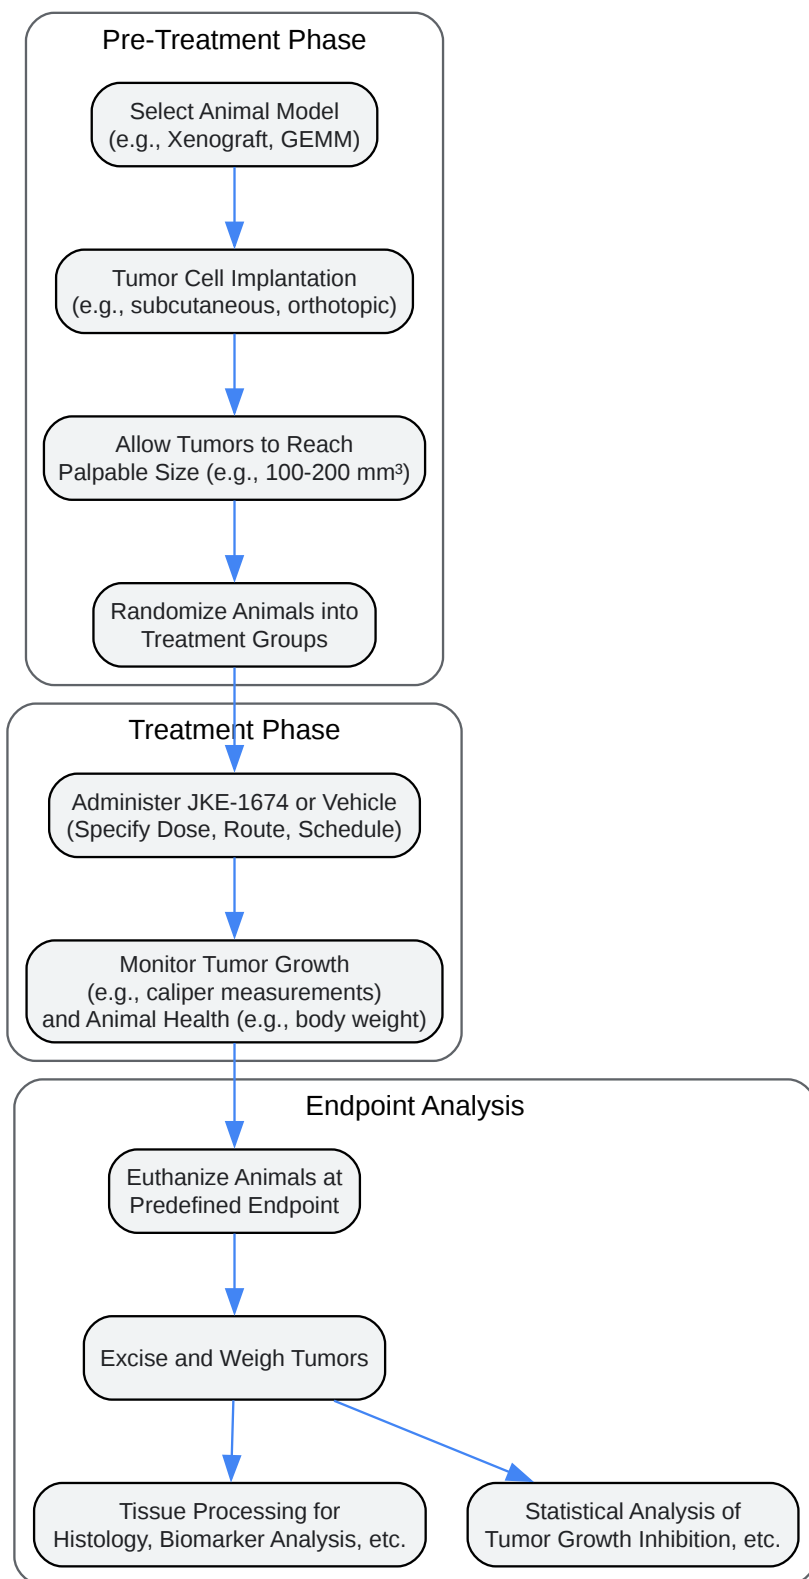 Pre-Treatment Phase
Select Animal Model
(e.g., Xenograft, GEMM)
Tumor Cell Implantation
(e.g., subcutaneous, orthotopic)
Allow Tumors to Reach
Palpable Size (e.g., 100-200 mm³)
Randomize Animals into
Treatment Groups
Treatment Phase
Administer JKE-1674 or Vehicle
(Specify Dose, Route, Schedule)
Monitor Tumor Growth
(e.g., caliper measurements)
and Animal Health (e.g., body weight)
Endpoint Analysis
Euthanize Animals at
Predefined Endpoint
Excise and Weigh Tumors
Tissue Processing for
Histology, Biomarker Analysis, etc.
Statistical Analysis of
Tumor Growth Inhibition, etc.